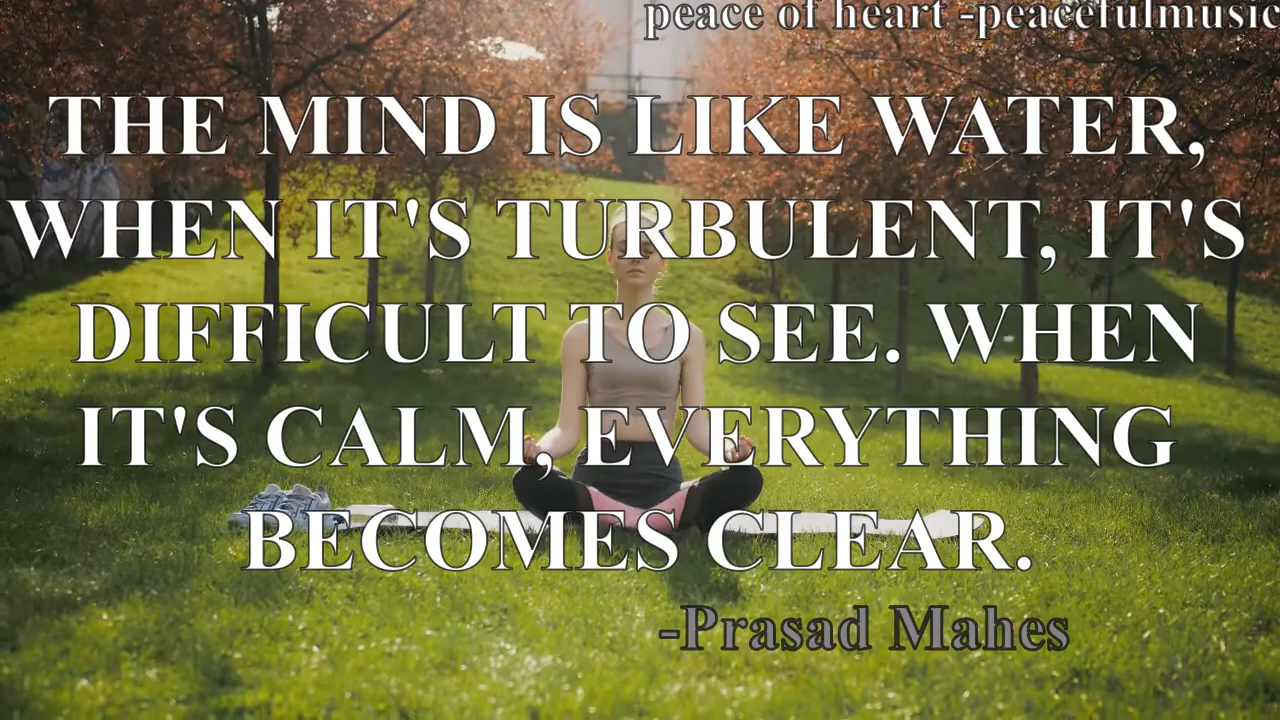 peace of heart -peacefulmusic
THE MIND IS LIKE WATER,
WHEN IT'S TURBULENT, IT'S
DIFFICULT TO SEE. WHEN
IT'S CALM, EVERYTHING
BECOMES CLEAR.
-Prasad Mahes